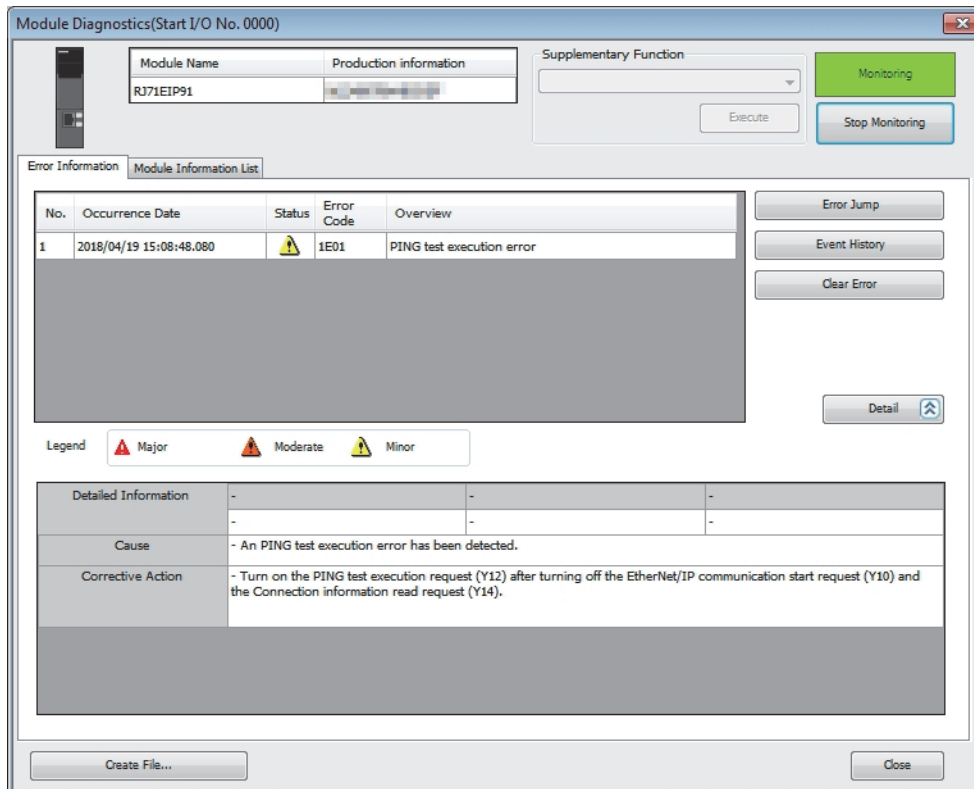 Module Diagnostics(Start I/O No. 0000)
Module Name Production information
RJ71EIP91
Supplementary Function
Execute
Monitoring
Stop Monitoring
Error Information Module Information List
No. Occurrence Date Status Error Code Overview
1 2018/04/19 15:08:48.080 1E01 PING test execution error
Error Jump
Event History
Clear Error
Detail
Legend Major Moderate Minor
Detailed Information - - -
- - -
Cause - An PING test execution error has been detected.
Corrective Action - Turn on the PING test execution request (Y12) after turning off the EtherNet/IP communication start request (Y10) and
the Connection information read request (Y14).
Create File...
Close